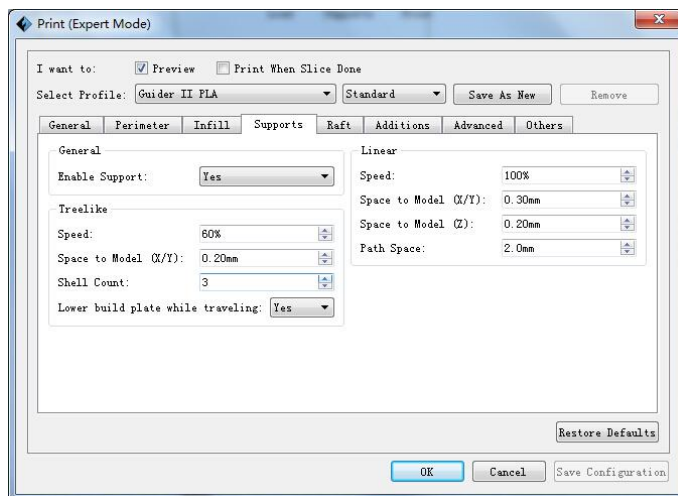 Print (Expert Mode)
I want to: Preview Print When Slice Done
Select Profile: Guider II PLA Standard Save As New Remove
General Perimeter Infill Supports Raft Additions Advanced Others
General
Enable Support: Yes
Treelike
Speed: 60%
Space to Model (X/Y): 0.20mm
Shell Count: 3
Lower build plate while traveling: Yes
Linear
Speed: 100%
Space to Model (X/Y): 0.30mm
Space to Model (Z): 0.20mm
Path Space: 2.0mm
Restore Defaults
OK Cancel Save Configuration